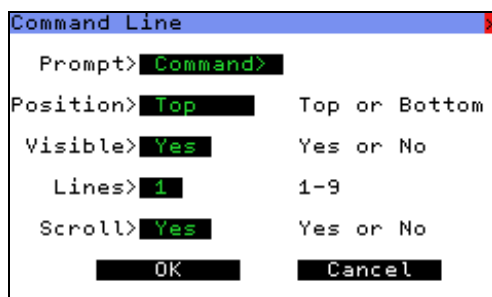 Command Line x
Prompt> Command>
Position> Top Top or Bottom
Visible> Yes Yes or No
Lines> 1 1-9
Scroll> Yes Yes or No
OK Cancel